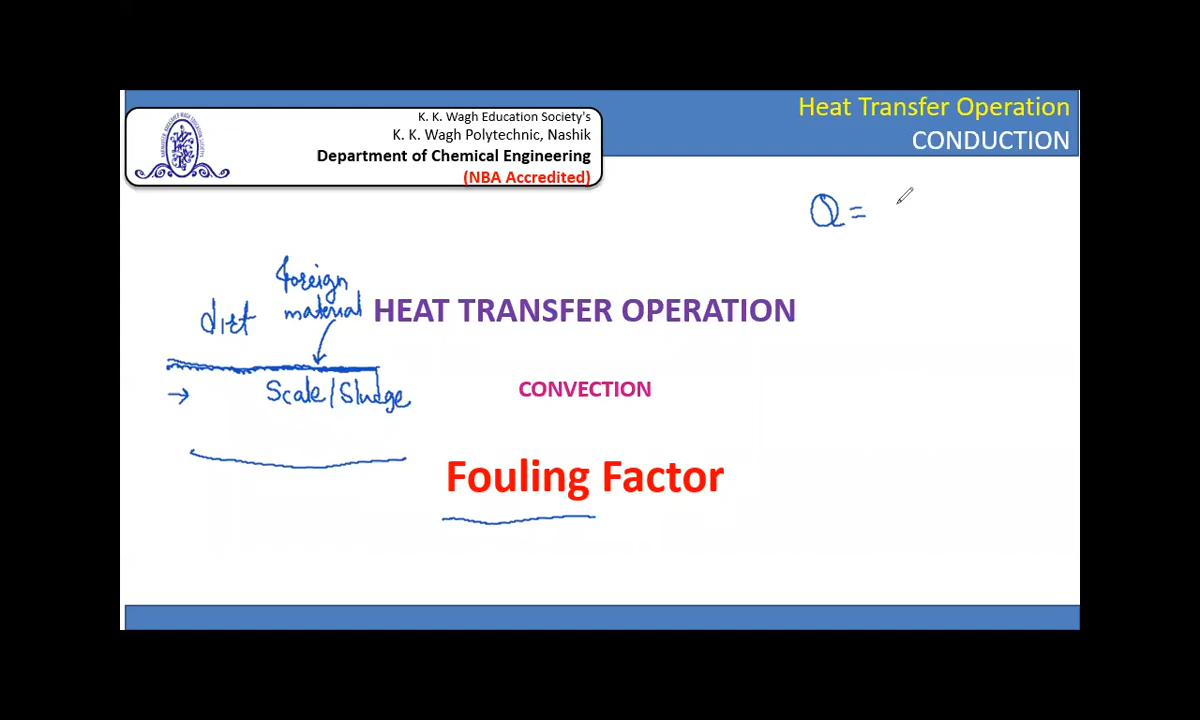 K. K. Wagh Education Society's
K. K. Wagh Polytechnic, Nashik
Department of Chemical Engineering
(NBA Accredited)
Heat Transfer Operation
CONDUCTION
Q =
foreign
material
dirt
HEAT TRANSFER OPERATION
Scale/Sludge
CONVECTION
Fouling Factor